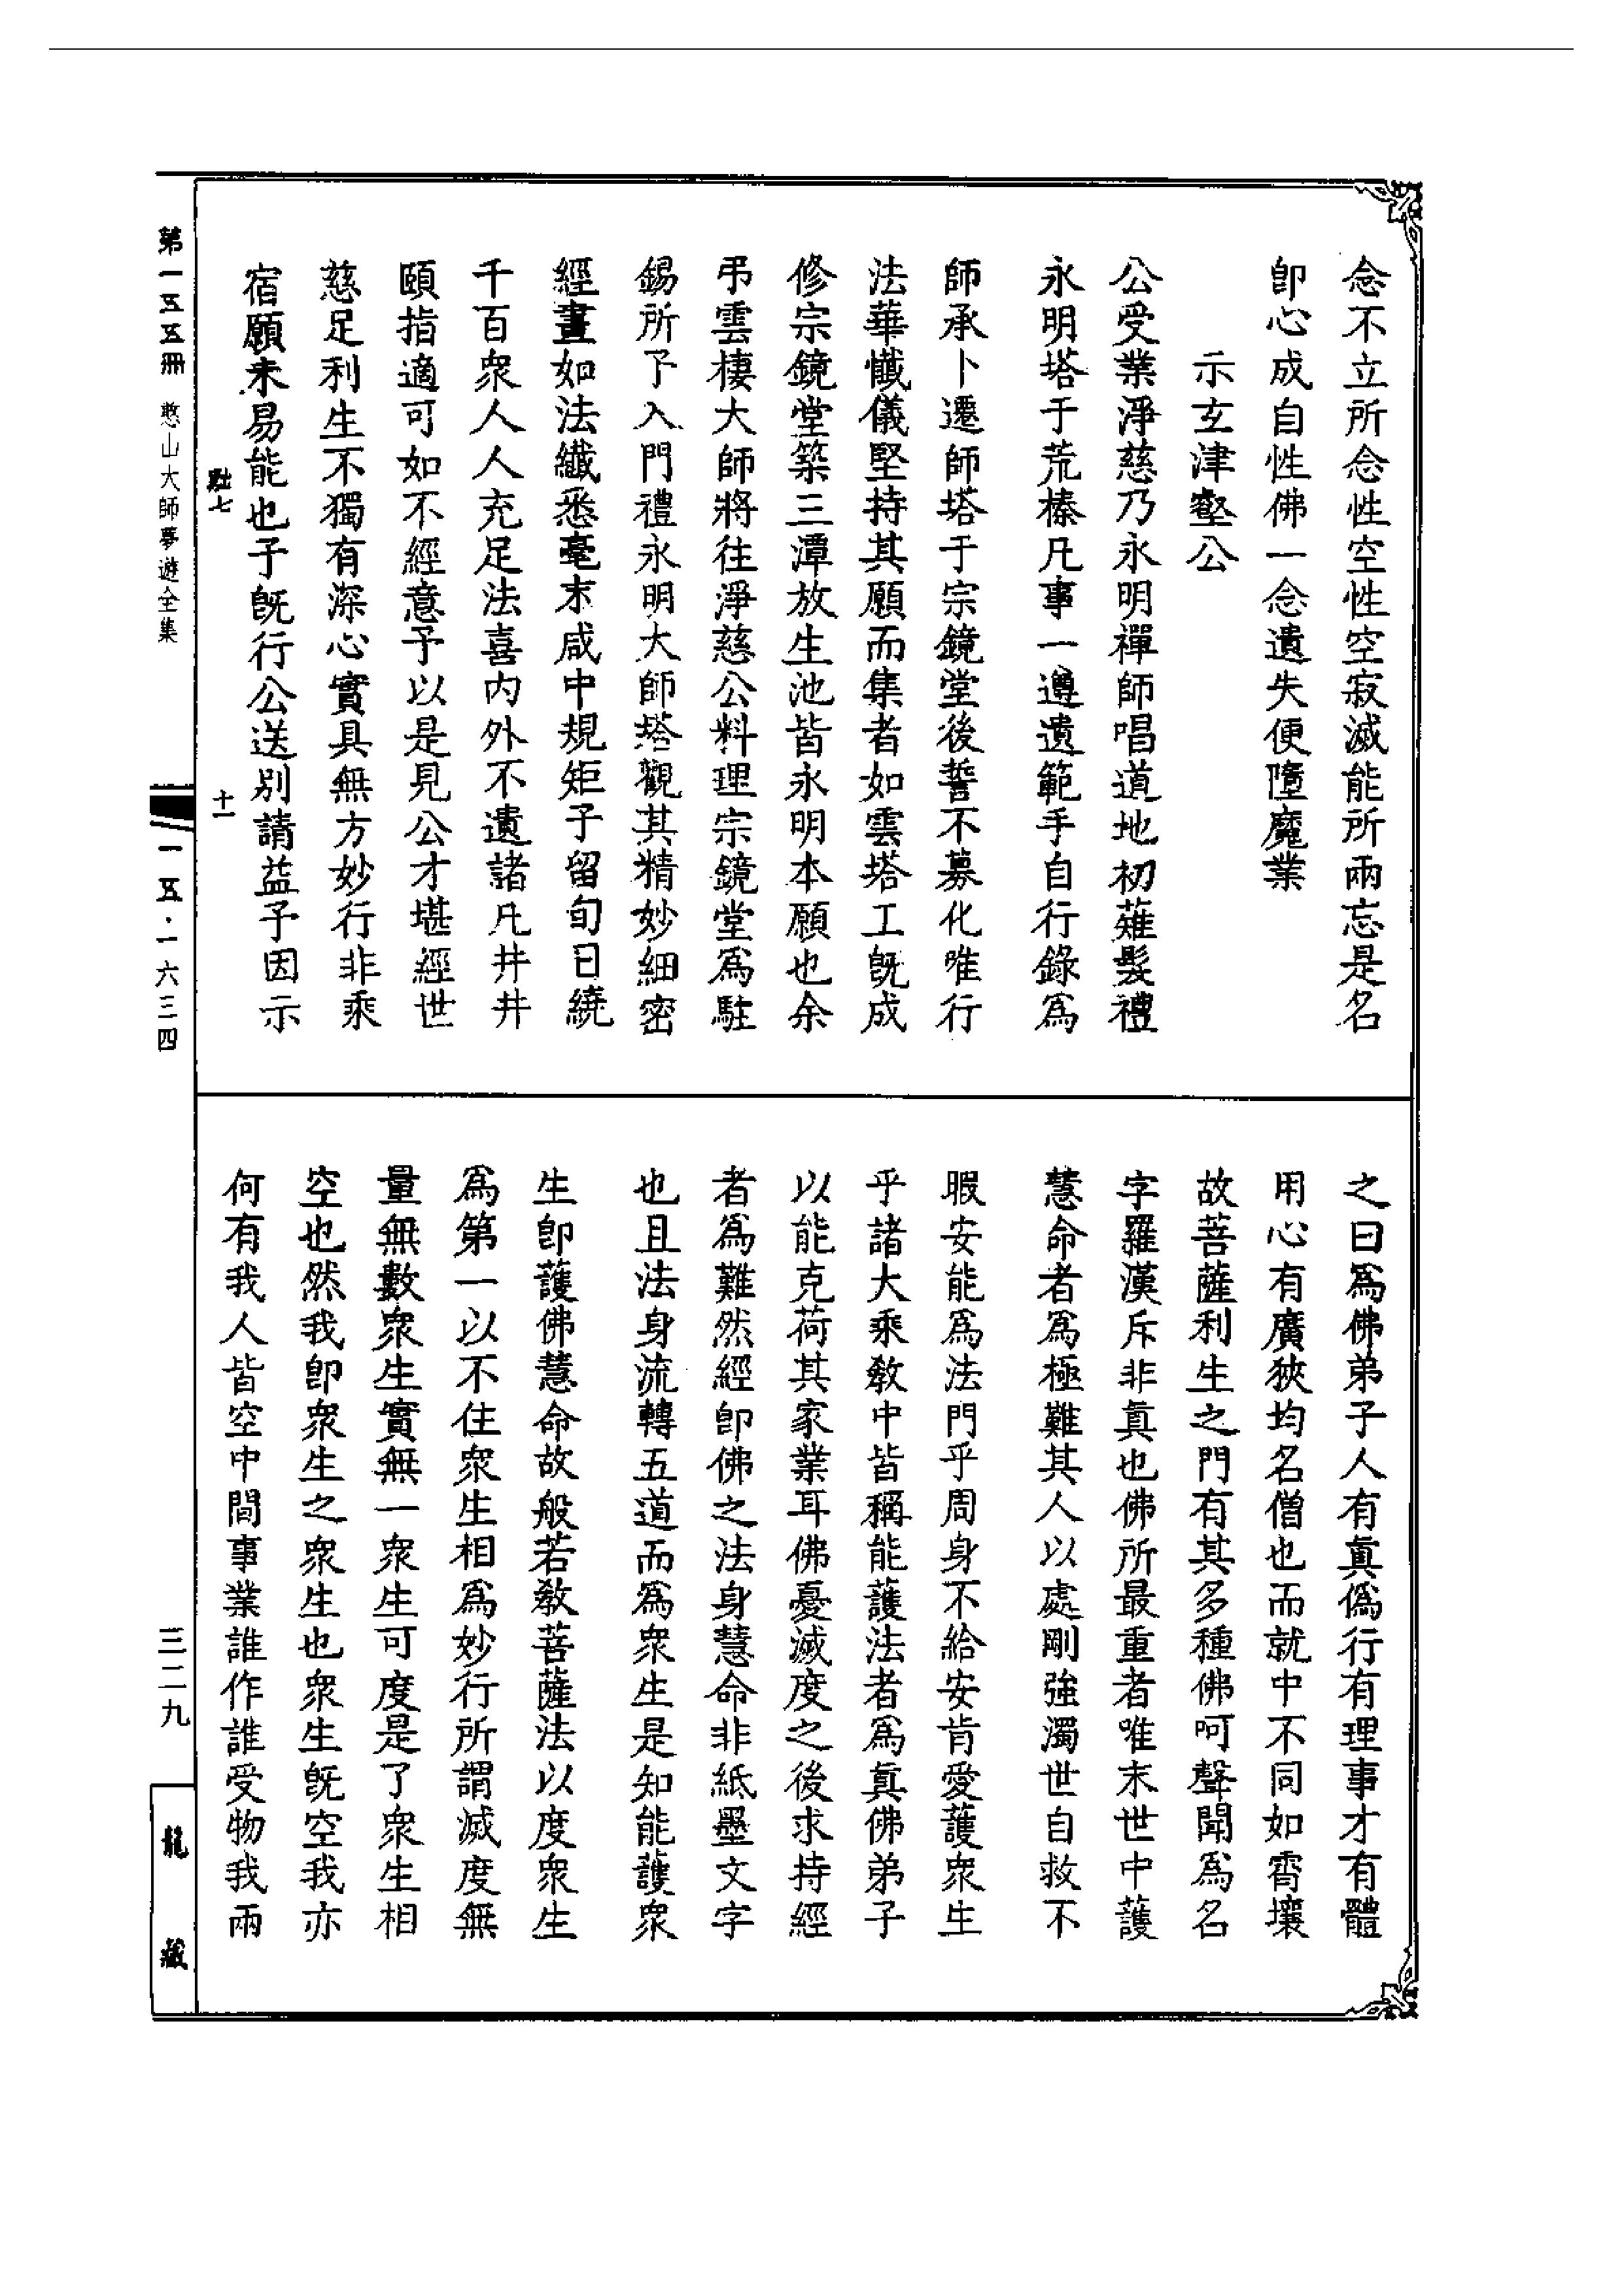 念不立所念性空性空寂滅能所兩忘是名
卽心成自性佛一念遺失便墮魔業
示玄津壑公
公受業淨慈乃永明禪師唱道地初薙髮禮
永明塔于荒榛凡事一遵遺範手自行錄爲
師承卜遷師塔于宗鏡堂後誓不募化唯行
法華懺儀堅持其願而集者如雲塔工旣成
修宗鏡堂築三潭放生池皆永明本願也余
弔雲棲大師將往淨慈公料理宗鏡堂爲駐
錫所予入門禮永明大師塔觀其精妙細密
經畫如法纖悉毫末咸中規矩子留旬日繞
千百衆人人充足法喜內外不遺諸凡井井
頤指適可如不經意予以是見公才堪經世
慈足利生不獨有深心實具無方妙行非乘
宿願未易能也予旣行公送別請益予因示
之曰爲佛弟子人有眞僞行有理事才有體
用心有廣狹均名僧也而就中不同如霄壤
故菩薩利生之門有其多種佛呵聲聞爲名
字羅漢斥非眞也佛所最重者唯末世中護
慧命者爲極難其人以處剛強濁世自救不
暇安能爲法門乎周身不給安肯愛護衆生
乎諸大乘教中皆稱能護法者爲眞佛弟子
以能克荷其家業耳佛憂滅度之後求持經
者爲難然經卽佛之法身慧命非紙墨文字
也且法身流轉五道而爲衆生是知能護衆
生卽護佛慧命故般若教菩薩法以度衆生
爲第一以不住衆生相爲妙行所謂滅度無
量無數衆生實無一衆生可度是了衆生相
空也然我卽衆生之衆生也衆生旣空我亦
何有我人皆空中間事業誰作誰受物我兩
第一五五冊 憨山大師夢遊全集
駐七
十一
一五·一六三四
三二九
龍藏